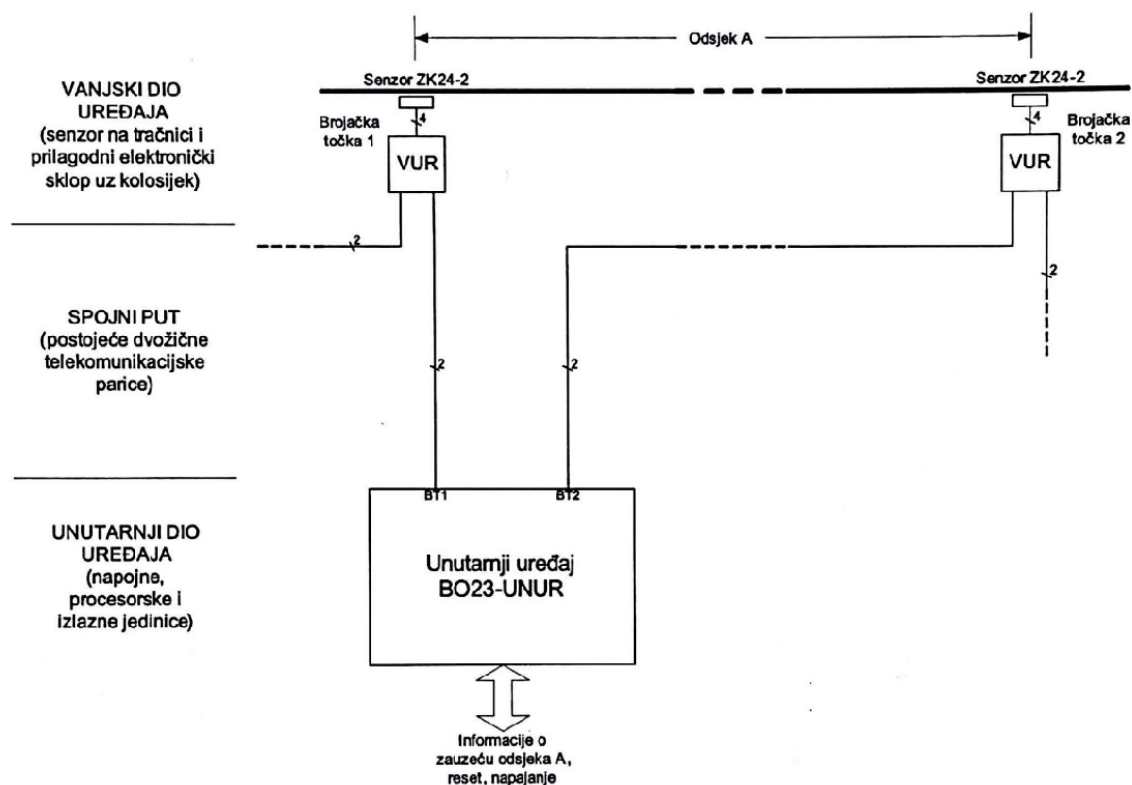 Odsjek A
VANJSKI DIO
UREĐAJA
(senzor na tračnici i
prilagodni elektronički
sklop uz kolosijek)
Senzor ZK24-2
4
Brojačka
točka 1
VUR
Senzor ZK24-2
4
Brojačka
točka 2
VUR
2
2
SPOJNI PUT
(postojeće dvožične
telekomunikacijske
parice)
2
2
BT1
BT2
UNUTARNJI DIO
UREĐAJA
(napojne,
procesorske i
izlazne jedinice)
Unutarnji uređaj
BO23-UNUR
Informacije o
zauzeću odsjeka A,
reset, napajanje